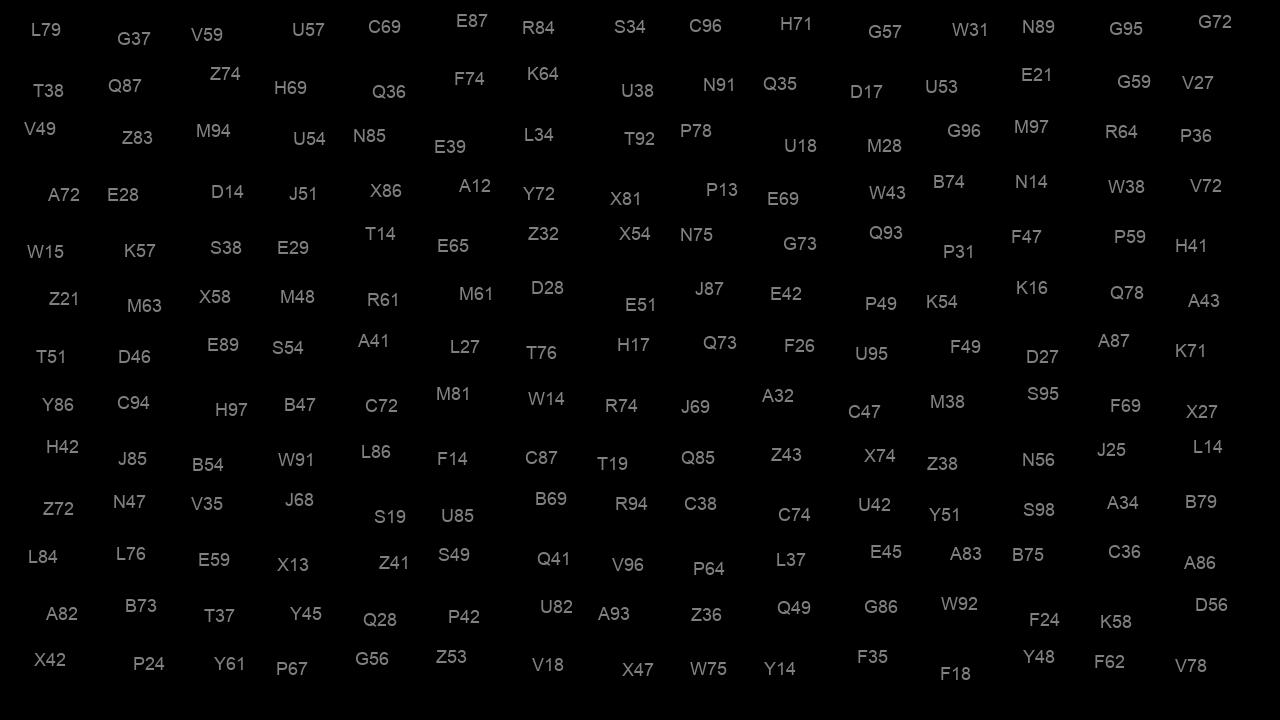 L79 G37 V59 U57 C69 E87 R84 S34 C96 H71 G57 W31 N89 G95 G72
T38 Q87 Z74 H69 Q36 F74 K64 U38 N91 Q35 D17 U53 E21 G59 V27
V49 Z83 M94 U54 N85 E39 L34 T92 P78 U18 M28 G96 M97 R64 P36
A72 E28 D14 J51 X86 A12 Y72 X81 P13 E69 W43 B74 N14 W38 V72
W15 K57 S38 E29 T14 E65 Z32 X54 N75 G73 Q93 P31 F47 P59 H41
Z21 M63 X58 M48 R61 M61 D28 E51 J87 E42 P49 K54 K16 Q78 A43
T51 D46 E89 S54 A41 L27 T76 H17 Q73 F26 U95 F49 D27 A87 K71
Y86 C94 H97 B47 C72 M81 W14 R74 J69 A32 C47 M38 S95 F69 X27
H42 J85 B54 W91 L86 F14 C87 T19 Q85 Z43 X74 Z38 N56 J25 L14
Z72 N47 V35 J68 S19 U85 B69 R94 C38 C74 U42 Y51 S98 A34 B79
L84 L76 E59 X13 Z41 S49 Q41 V96 P64 L37 E45 A83 B75 C36 A86
A82 B73 T37 Y45 Q28 P42 U82 A93 Z36 Q49 G86 W92 F24 K58 D56
X42 P24 Y61 P67 G56 Z53 V18 X47 W75 Y14 F35 F18 Y48 F62 V78